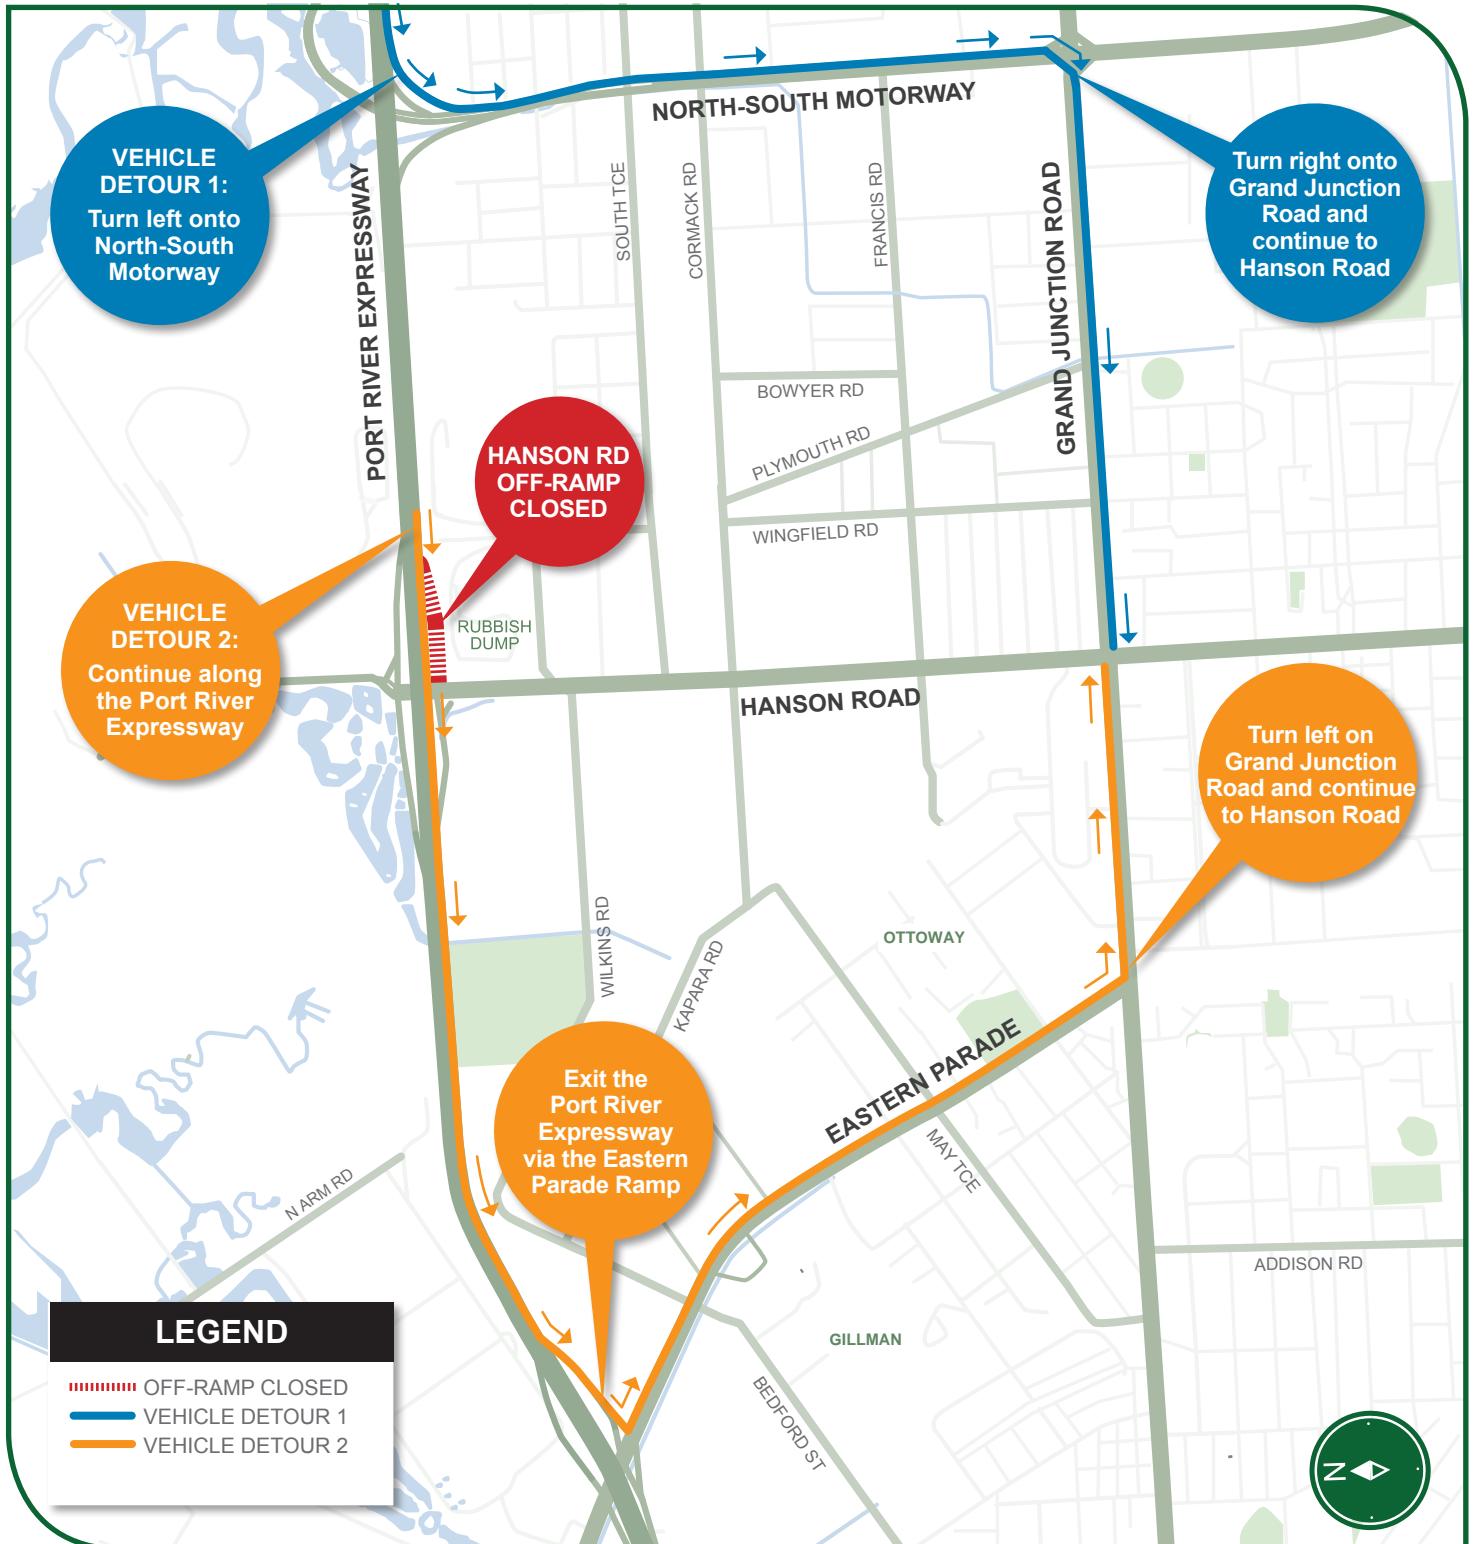 NORTH-SOUTH MOTORWAY
VEHICLE
DETOUR 1:
Turn left onto
North-South
Motorway
Turn right onto
Grand Junction
Road and
continue to
Hanson Road
PORT RIVER EXPRESSWAY
SOUTH TCE
CORMACK RD
FRANCIS RD
GRAND JUNCTION ROAD
BOWYER RD
PLYMOUTH RD
WINGFIELD RD
HANSON RD
OFF-RAMP
CLOSED
VEHICLE
DETOUR 2:
Continue along
the Port River
Expressway
RUBBISH
DUMP
HANSON ROAD
Turn left on
Grand Junction
Road and continue
to Hanson Road
WILKINS RD
KAPARA RD
OTTOWAY
EASTERN PARADE
MAY TCE
Exit the
Port River
Expressway
via the Eastern
Parade Ramp
N ARM RD
ADDISON RD
GILLMAN
BEDFORD ST
LEGEND
OFF-RAMP CLOSED
VEHICLE DETOUR 1
VEHICLE DETOUR 2
N